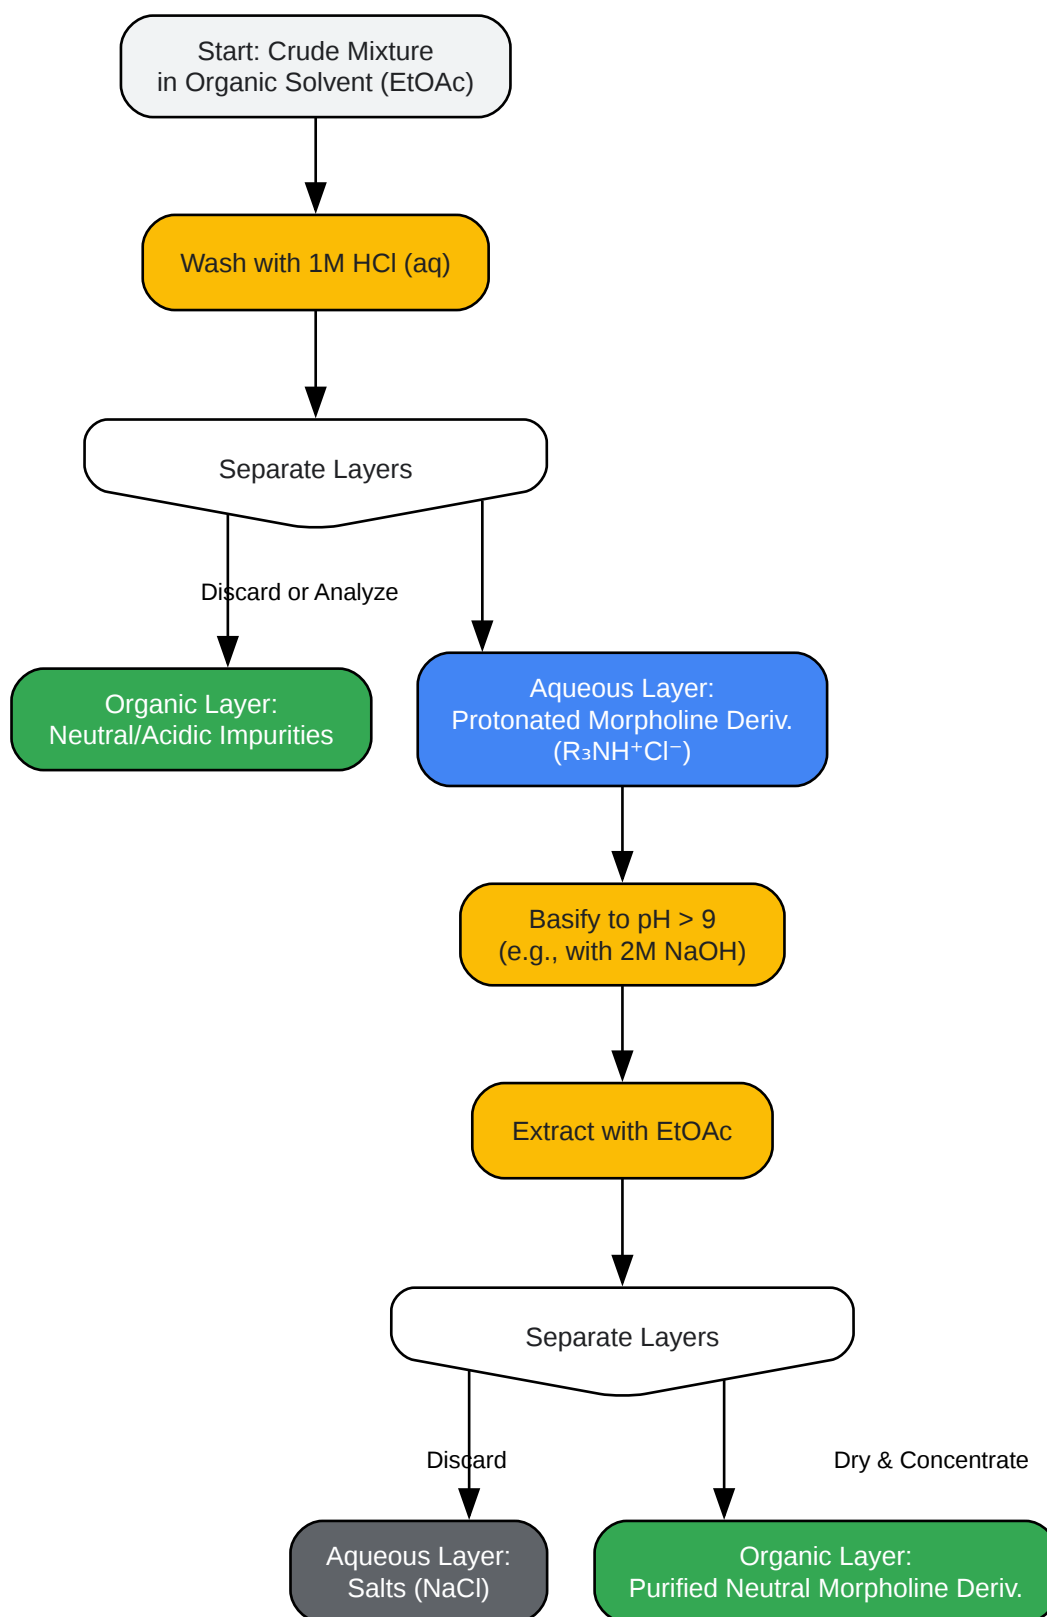 Start: Crude Mixture
in Organic Solvent (EtOAc)
Wash with 1M HCl (aq)
Separate Layers
Discard or Analyze
Organic Layer:
Neutral/Acidic Impurities
Aqueous Layer:
Protonated Morpholine Deriv.
(R₃NH⁺Cl⁻)
Basify to pH > 9
(e.g., with 2M NaOH)
Extract with EtOAc
Separate Layers
Discard
Dry & Concentrate
Aqueous Layer:
Salts (NaCl)
Organic Layer:
Purified Neutral Morpholine Deriv.